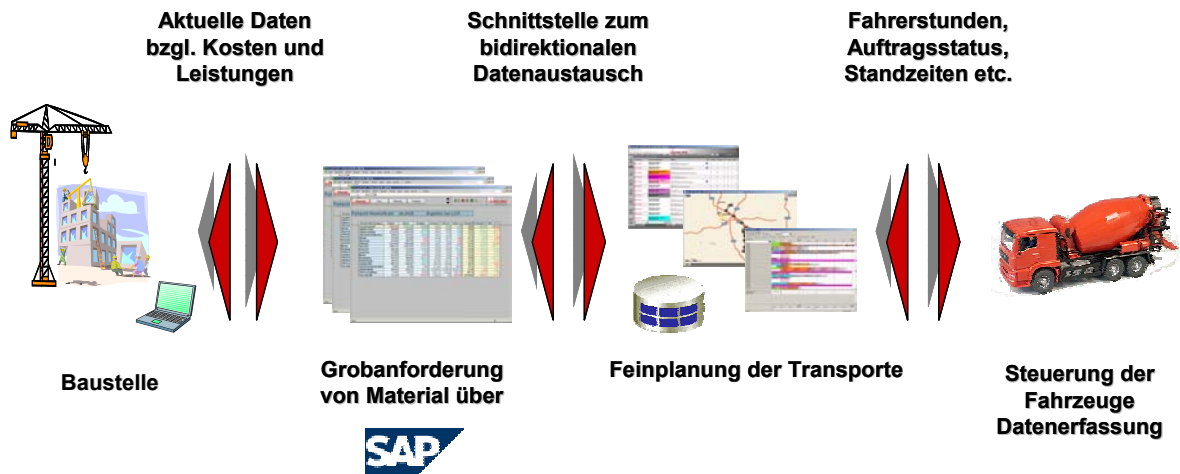 Aktuelle Daten
bzgl. Kosten und
Leistungen
Schnittstelle zum
bidirektionalen
Datenaustausch
Fahrerstunden,
Auftragsstatus,
Standzeiten etc.
Baustelle
Grobanforderung
von Material über
SAP
Feinplanung der Transporte
Steuerung der
Fahrzeuge
Datenerfassung